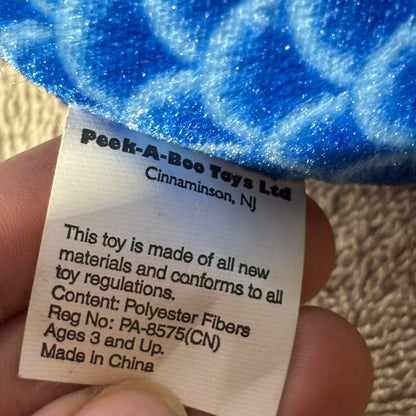 Peek-A-Boo Toys Ltd
Cinnaminson, NJ
This toy is made of all new
materials and conforms to all
toy regulations.
Content: Polyester Fibers
Reg No: PA-8575(CN)
Ages 3 and Up.
Made in China